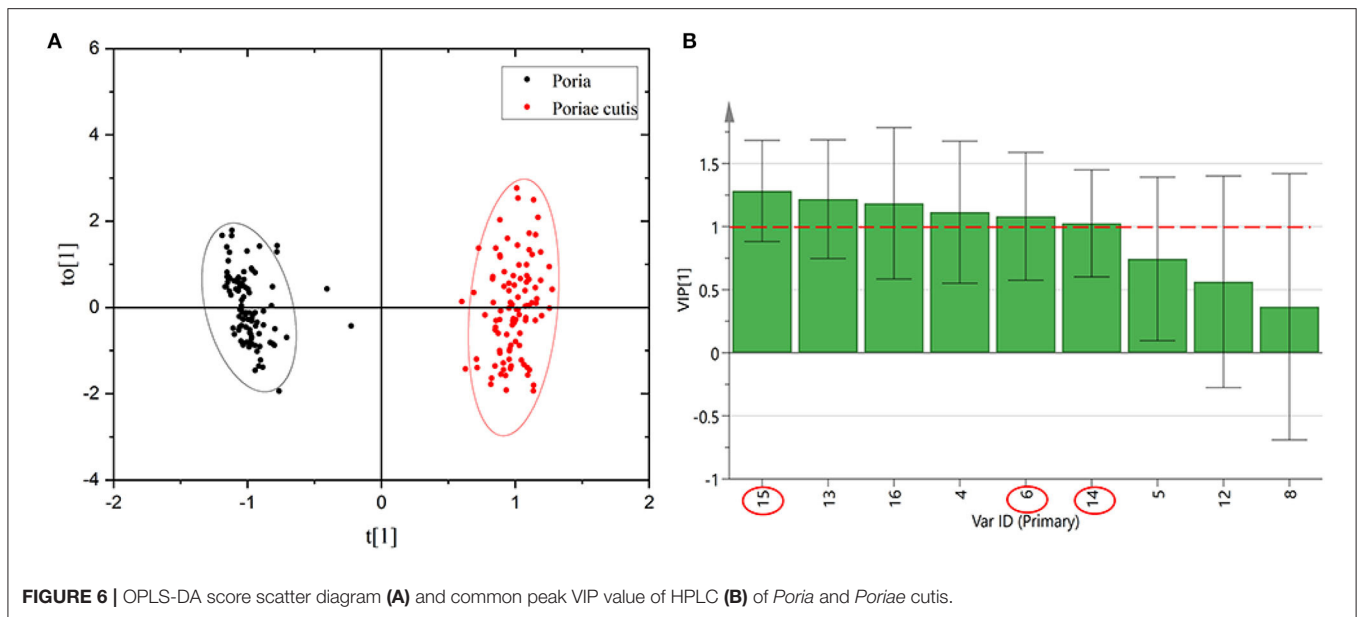 A
6
4
2
0
-2
-4
-2
-1
0
1
2
to[1]
t[1]
Poria
Poriae cutis
B
1.5
1
0.5
0
-0.5
-1
VIP[1]
15
13
16
4
6
14
5
12
8
Var ID (Primary)
FIGURE 6 | OPLS-DA score scatter diagram (A) and common peak VIP value of HPLC (B) of Poria and Poriae cutis.